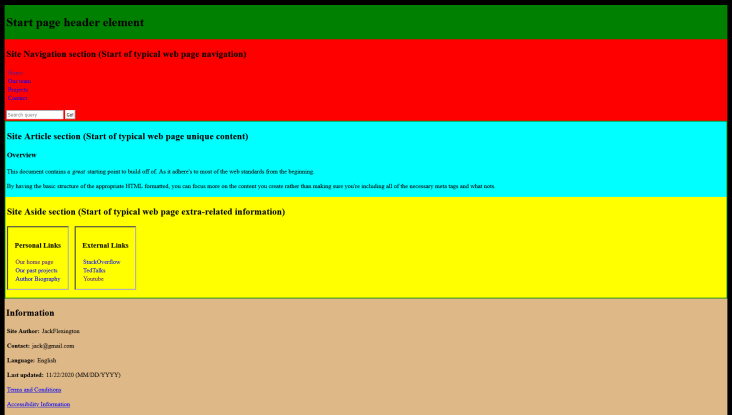 Start page header element
Site Navigation section (Start of typical web page navigation)
Home
Our team
Projects
Contact
Search query
Go!
Site Article section (Start of typical web page unique content)
Overview
This document contains a great starting point to build off of. As it adhere's to most of the web standards from the beginning.
By having the basic structure of the appropriate HTML formatted, you can focus more on the content you create rather than making sure you're including all of the necessary meta tags and what nots.
Site Aside section (Start of typical web page extra-related information)
Personal Links
Our home page
Our past projects
Author Biography
External Links
StackOverflow
TedTalks
Youtube
Information
Site Author: JackFlexington
Contact: jack@gmail.com
Language: English
Last updated: 11/22/2020 (MM/DD/YYYY)
Terms and Conditions
Accessibility Information